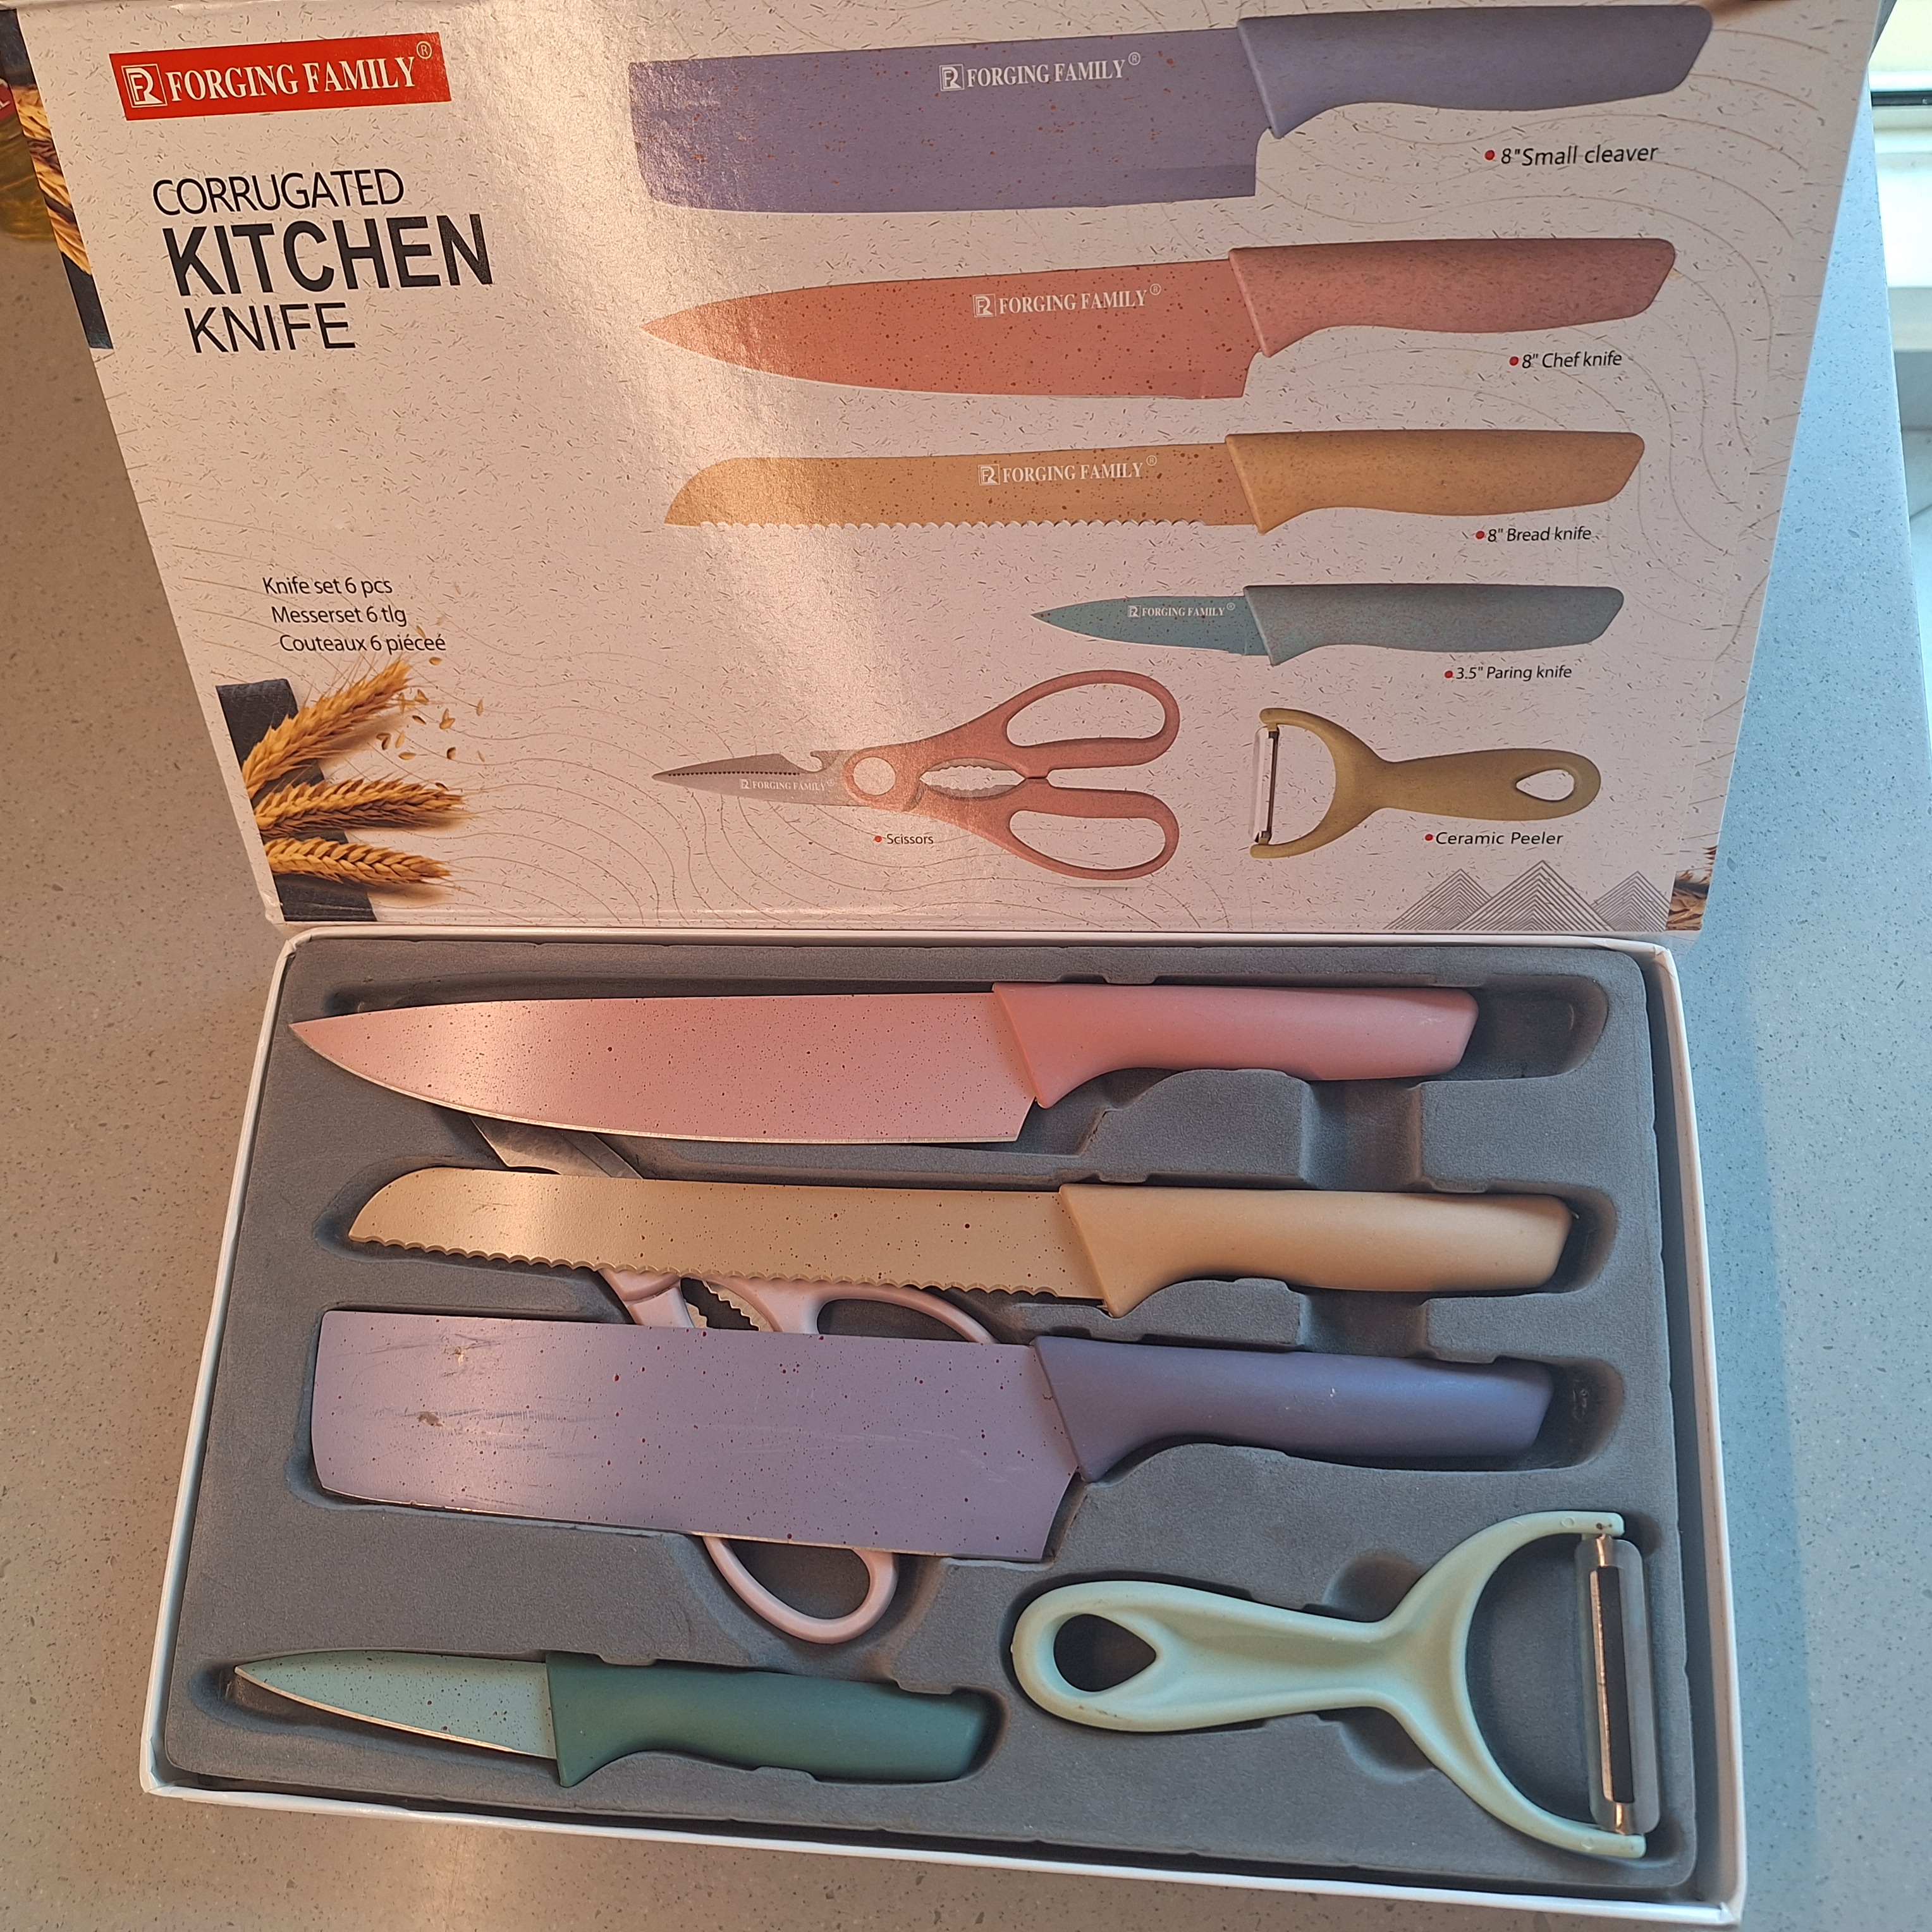 FORGING FAMILY®
CORRUGATED
KITCHEN
KNIFE
Knife set 6 pcs
Messerset 6 tlg
Couteaux 6 piéceé
FORGING FAMILY®
8"Small cleaver
FORGING FAMILY®
8" Chef knife
FORGING FAMILY®
8" Bread knife
FORGING FAMILY®
3.5" Paring knife
FORGING FAMILY®
Scissors
Ceramic Peeler